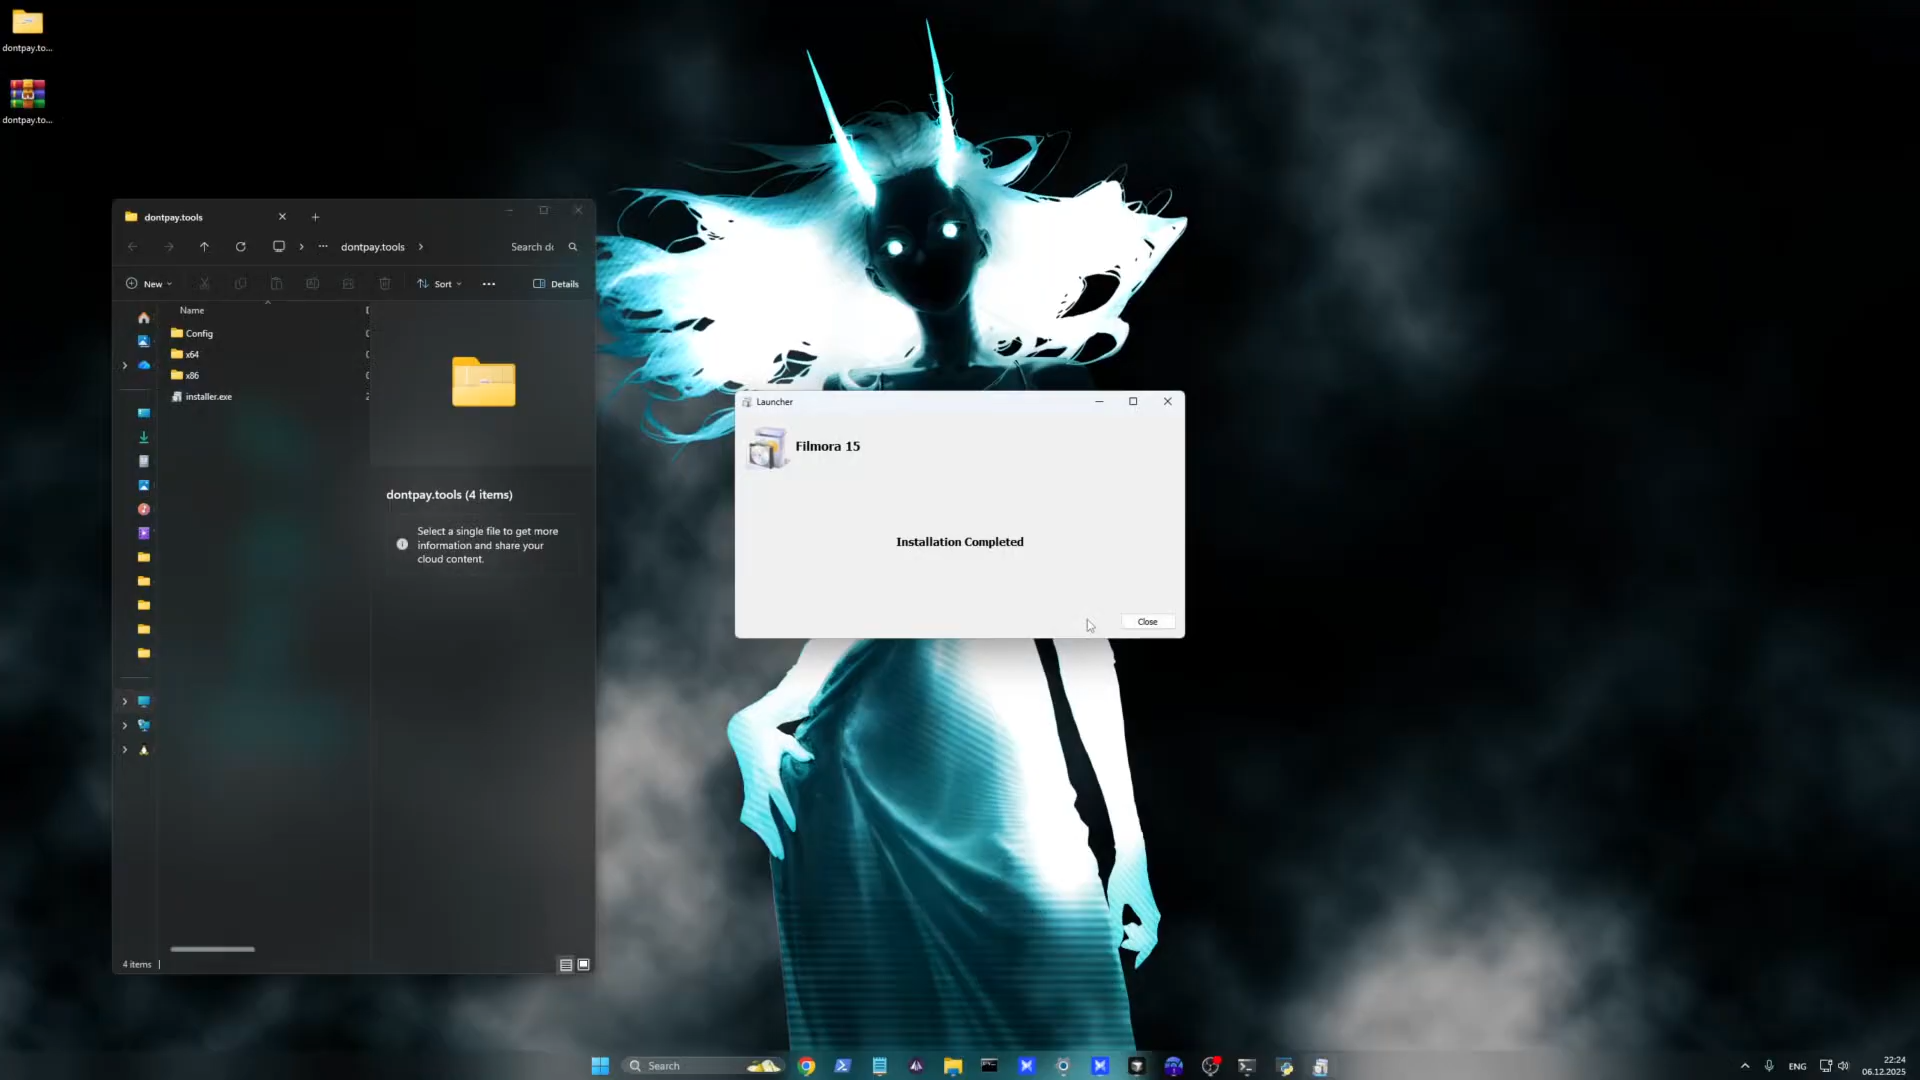 dontpay.to...
dontpay.to...
dontpay.tools
dontpay.tools
Search
New
Sort
Details
Name
Config
x64
x86
installer.exe
dontpay.tools (4 items)
Select a single file to get more
information and share your
cloud content.
4 items
Launcher
Filmora 15
Installation Completed
Close
Search
ENG
22:24
06.12.2025